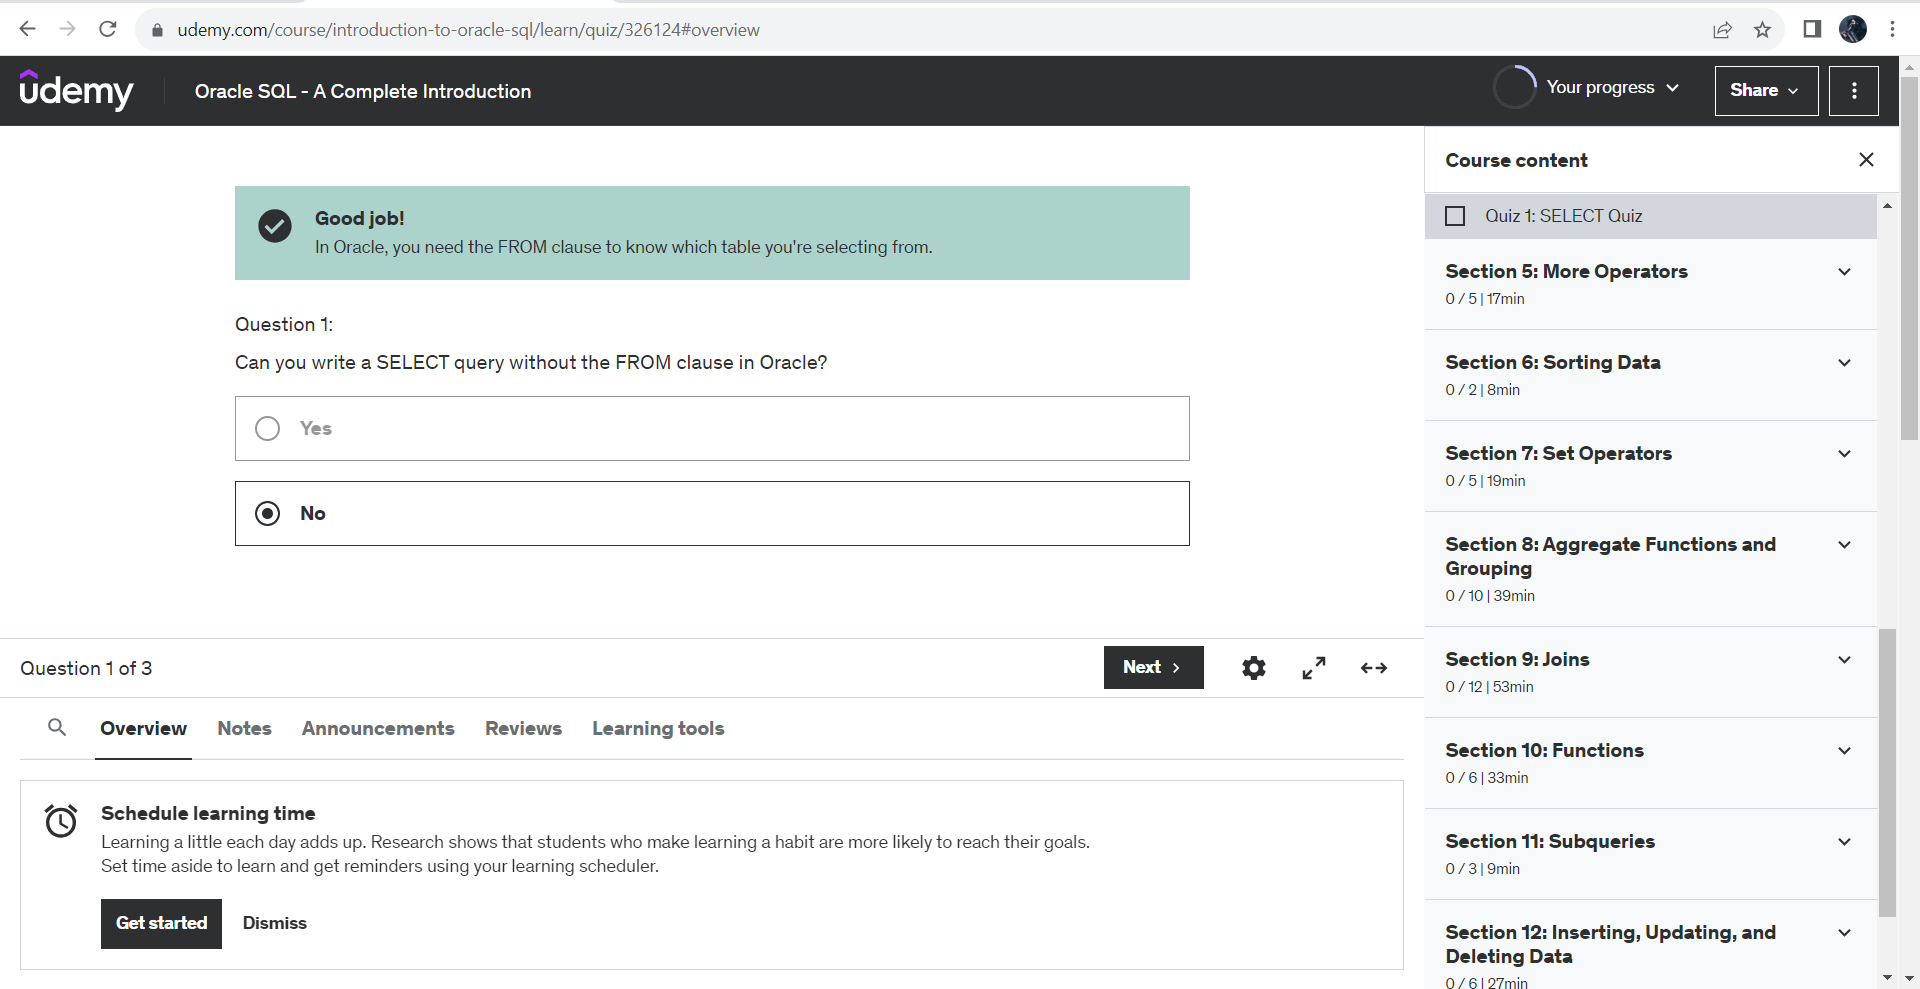 udemy.com/course/introduction-to-oracle-sql/learn/quiz/326124#overview
udemy
Oracle SQL - A Complete Introduction
Your progress
Share
Good job!
In Oracle, you need the FROM clause to know which table you're selecting from.
Question 1:
Can you write a SELECT query without the FROM clause in Oracle?
Yes
No
Question 1 of 3
Next
Overview
Notes
Announcements
Reviews
Learning tools
Schedule learning time
Learning a little each day adds up. Research shows that students who make learning a habit are more likely to reach their goals.
Set time aside to learn and get reminders using your learning scheduler.
Get started
Dismiss
Course content
Quiz 1: SELECT Quiz
Section 5: More Operators
0 / 5 | 17min
Section 6: Sorting Data
0 / 2 | 8min
Section 7: Set Operators
0 / 5 | 19min
Section 8: Aggregate Functions and
Grouping
0 / 10 | 39min
Section 9: Joins
0 / 12 | 53min
Section 10: Functions
0 / 6 | 33min
Section 11: Subqueries
0 / 3 | 9min
Section 12: Inserting, Updating, and
Deleting Data
0 / 6 | 27min